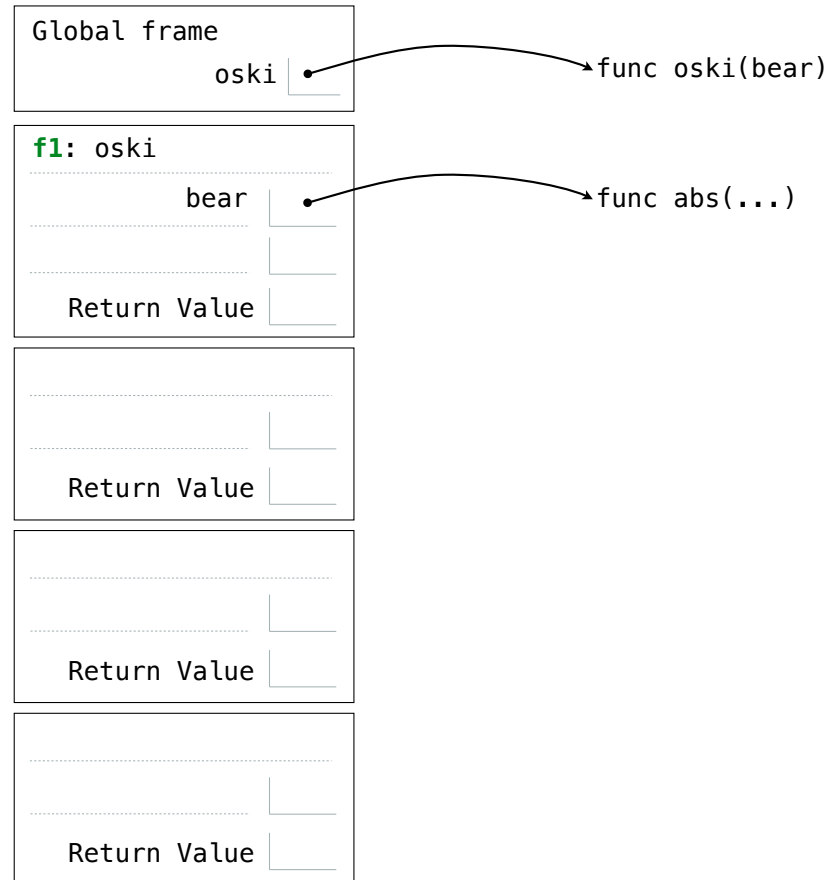 Global frame
oski
func oski(bear)
f1: oski
bear
func abs(...)
Return Value
Return Value
Return Value
Return Value